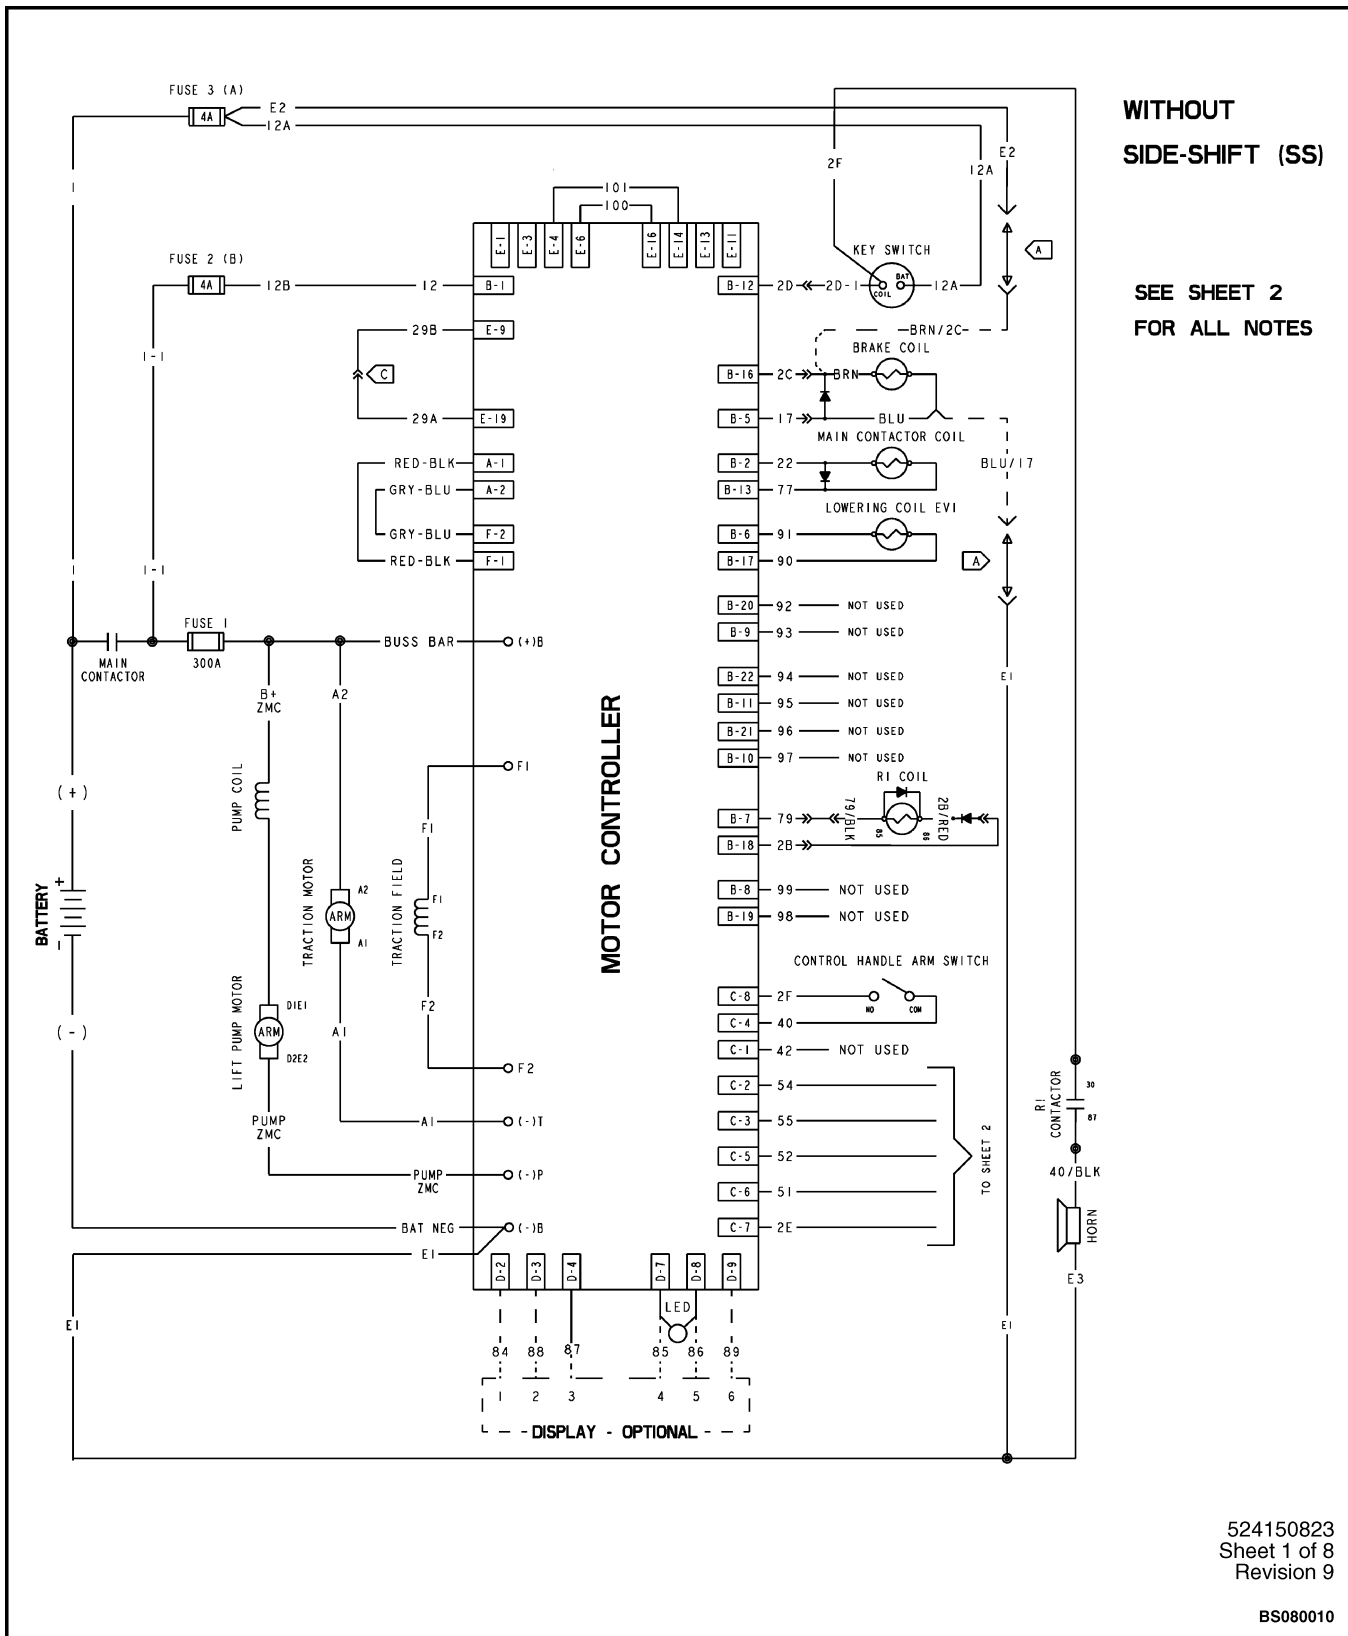 FUSE 3 (A)
4A
E2
12A
E2
12A
2F
WITHOUT
SIDE-SHIFT (SS)
SEE SHEET 2
FOR ALL NOTES
1
101
100
E-1
E-3
E-4
E-6
E-16
E-14
E-13
E-11
KEY SWITCH
BAT
COIL
A
FUSE 2 (B)
4A
12B
12
B-1
B-12
2D
2D-1
12A
29B
E-9
BRN/2C
BRAKE COIL
1-1
C
B-16
2C
BRN
29A
E-19
B-5
17
BLU
MAIN CONTACTOR COIL
RED-BLK
A-1
B-2
22
BLU/17
GRY-BLU
A-2
B-13
77
LOWERING COIL EV1
GRY-BLU
F-2
B-6
91
RED-BLK
F-1
B-17
90
A
1
1-1
B-20
92
NOT USED
FUSE 1
300A
B-9
93
NOT USED
MAIN
CONTACTOR
BUSS BAR
(+)B
B-22
94
NOT USED
E1
B+
ZMC
A2
B-11
95
NOT USED
B-21
96
NOT USED
B-10
97
NOT USED
MOTOR CONTROLLER
F1
R1 COIL
(+)
PUMP COIL
F1
B-7
79
79/BLK
85
86
2B/RED
B-18
2B
BATTERY
+
-
TRACTION MOTOR
A2
ARM
A1
TRACTION FIELD
F1
F2
B-8
99
NOT USED
B-19
98
NOT USED
CONTROL HANDLE ARM SWITCH
LIFT PUMP MOTOR
D1E1
ARM
D2E2
A1
F2
C-8
2F
NO
COM
(-)
C-4
40
C-1
42
NOT USED
F2
C-2
54
R1
CONTACTOR
30
87
PUMP
ZMC
A1
(-)T
C-3
55
C-5
52
TO SHEET 2
40/BLK
PUMP
ZMC
(-)P
C-6
51
BAT NEG
(-)B
C-7
2E
HORN
E1
D-2
D-3
D-4
D-7
D-8
D-9
E3
LED
E1
E1
84
88
87
85
86
89
1
2
3
4
5
6
DISPLAY - OPTIONAL
524150823
Sheet 1 of 8
Revision 9
BS080010